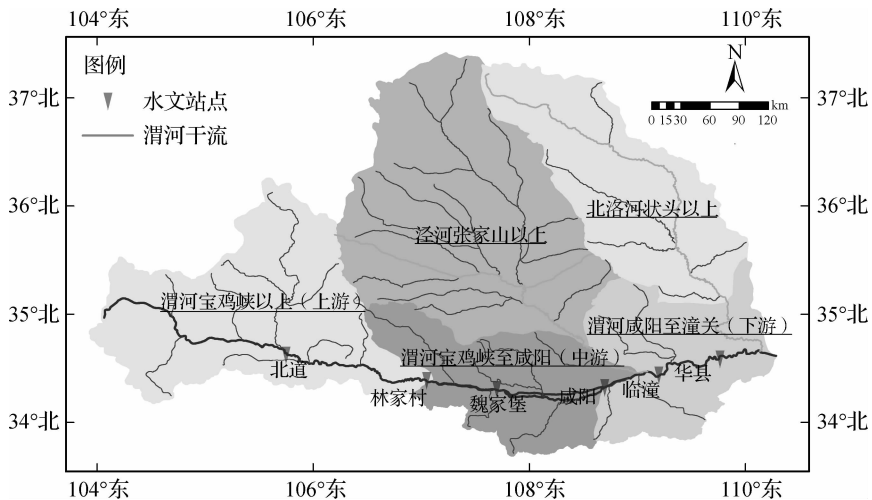 104°东 106°东 108°东 110°东
图例
水文站点
渭河干流
N
km
0 1530 60 90 120
37°北 37°北
36°北 36°北
35°北 35°北
34°北 34°北
北洛河状头以上
泾河张家山以上
渭河宝鸡峡以上（上游）
渭河咸阳至潼关（下游）
渭河宝鸡峡至咸阳（中游）
北道
林家村
魏家堡
咸阳
临潼
华县
104°东 106°东 108°东 110°东